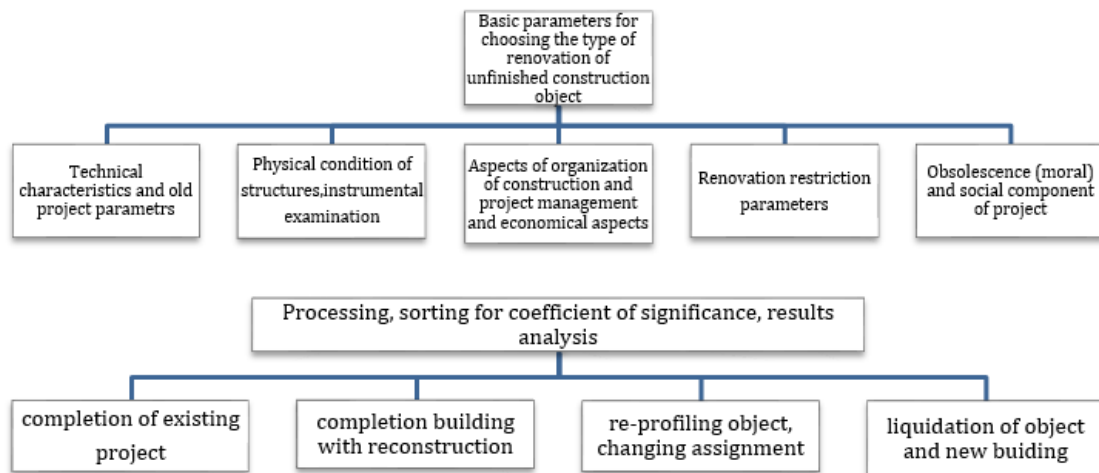 Basic parameters for
choosing the type of
renovation of
unfinished construction
object
Technical
characteristics and old
project parametrs
Physical condition of
structures,instrumental
examination
Aspects of organization
of construction and
project management
and economical aspects
Renovation restriction
parameters
Obsolescence (moral)
and social component
of project
Processing, sorting for coefficient of significance, results
analysis
completion of existing
project
completion building
with reconstruction
re-profiling object,
changing assignment
liquidation of object
and new buiding